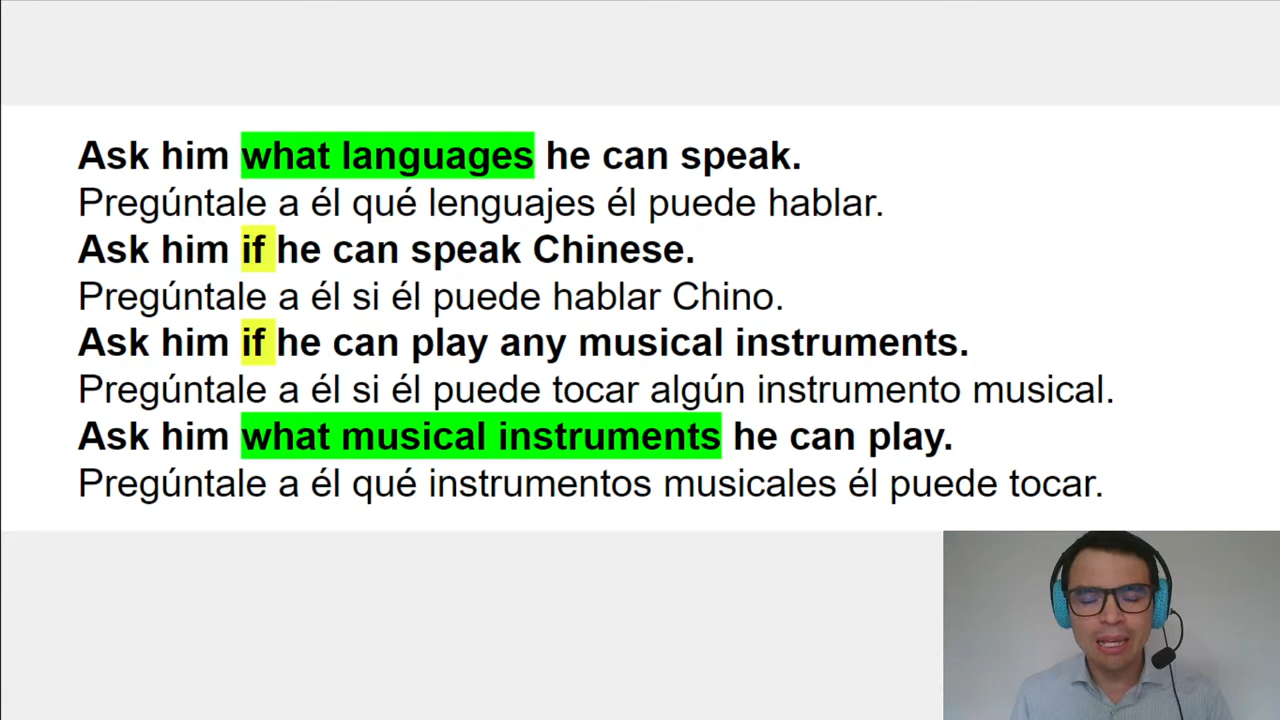 Ask him what languages he can speak.
Pregúntale a él qué lenguajes él puede hablar.
Ask him if he can speak Chinese.
Pregúntale a él si él puede hablar Chino.
Ask him if he can play any musical instruments.
Pregúntale a él si él puede tocar algún instrumento musical.
Ask him what musical instruments he can play.
Pregúntale a él qué instrumentos musicales él puede tocar.